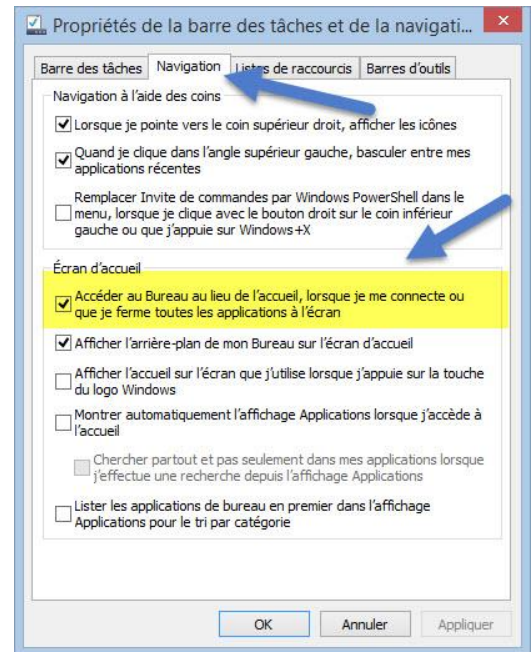 Propriétés de la barre des tâches et de la navigati...
Barre des tâches
Navigation
Listes de raccourcis
Barres d'outils
Navigation à l'aide des coins
Lorsque je pointe vers le coin supérieur droit, afficher les icônes
Quand je clique dans l'angle supérieur gauche, basculer entre mes
applications récentes
Remplacer Invite de commandes par Windows PowerShell dans le
menu, lorsque je clique avec le bouton droit sur le coin inférieur
gauche ou que j'appuie sur Windows+X
Écran d'accueil
Accéder au Bureau au lieu de l'accueil, lorsque je me connecte ou
que je ferme toutes les applications à l'écran
Afficher l'arrière-plan de mon Bureau sur l'écran d'accueil
Afficher l'accueil sur l'écran que j'utilise lorsque j'appuie sur la touche
du logo Windows
Montrer automatiquement l'affichage Applications lorsque j'accède à
l'accueil
Chercher partout et pas seulement dans mes applications lorsque
j'effectue une recherche depuis l'affichage Applications
Lister les applications de bureau en premier dans l'affichage
Applications pour le tri par catégorie
OK
Annuler
Appliquer